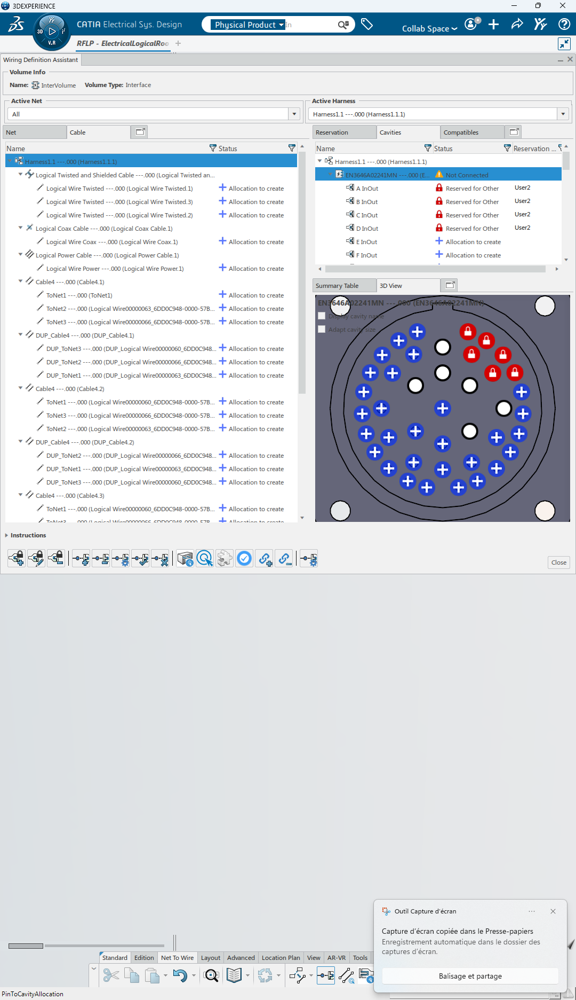 3DEXPERIENCE
CATIA Electrical Sys. Design
Physical Product In
Collab Space
3D
V.R
RFLP - ElectricalLogicalRoo
Wiring Definition Assistant
Volume Info
Name: InterVolume Volume Type: Interface
Active Net
All
Active Harness
Harness1.1 ---.000 (Harness1.1.1)
Net Cable
Name Status
Harness1.1 ---.000 (Harness1.1.1)
Logical Twisted and Shielded Cable ---.000 (Logical Twisted an...
Logical Wire Twisted ---.000 (Logical Wire Twisted.1) Allocation to create
Logical Wire Twisted ---.000 (Logical Wire Twisted.3) Allocation to create
Logical Wire Twisted ---.000 (Logical Wire Twisted.2) Allocation to create
Logical Coax Cable ---.000 (Logical Coax Cable.1)
Logical Wire Coax ---.000 (Logical Wire Coax.1) Allocation to create
Logical Power Cable ---.000 (Logical Power Cable.1)
Logical Wire Power ---.000 (Logical Wire Power.1) Allocation to create
Cable4 ---.000 (Cable4.1)
ToNet1 ---.000 (ToNet1) Allocation to create
ToNet2 ---.000 (Logical Wire00000063_6DD0C948-0000-57B... Allocation to create
ToNet3 ---.000 (Logical Wire00000066_6DD0C948-0000-57B... Allocation to create
DUP_Cable4 ---.000 (DUP_Cable4.1)
DUP_ToNet3 ---.000 (DUP_Logical Wire00000060_6DD0C948... Allocation to create
DUP_ToNet2 ---.000 (DUP_Logical Wire00000066_6DD0C948... Allocation to create
DUP_ToNet1 ---.000 (DUP_Logical Wire00000063_6DD0C948... Allocation to create
Cable4 ---.000 (Cable4.2)
ToNet1 ---.000 (Logical Wire00000060_6DD0C948-0000-57B... Allocation to create
ToNet3 ---.000 (Logical Wire00000066_6DD0C948-0000-57B... Allocation to create
ToNet2 ---.000 (Logical Wire00000063_6DD0C948-0000-57B... Allocation to create
DUP_Cable4 ---.000 (DUP_Cable4.2)
DUP_ToNet2 ---.000 (DUP_Logical Wire00000066_6DD0C948... Allocation to create
DUP_ToNet1 ---.000 (DUP_Logical Wire00000063_6DD0C948... Allocation to create
DUP_ToNet3 ---.000 (DUP_Logical Wire00000060_6DD0C948... Allocation to create
Cable4 ---.000 (Cable4.3)
ToNet1 ---.000 (Logical Wire00000060_6DD0C948-0000-57B... Allocation to create
ToNet3 ---.000 (Logical Wire00000066_6DD0C948-0000-57B... Allocation to create
Reservation Cavities Compatibles
Name Status Reservation ...
Harness1.1 ---.000 (Harness1.1.1)
EN3646A02241MN ---.000 (E... Not Connected
A InOut Reserved for Other User2
B InOut Reserved for Other User2
C InOut Reserved for Other User2
D InOut Reserved for Other User2
E InOut Allocation to create
F InOut Allocation to create
Summary Table 3D View
EN3646A02241MN ---.000 (EN3646A02241MN)
Display cavity name
Adapt cavity size
Instructions
Close
Outil Capture d'écran
Capture d'écran copiée dans le Presse-papiers
Enregistrement automatique dans le dossier des
captures d'écran.
Balisage et partage
Standard Edition Net To Wire Layout Advanced Location Plan View AR-VR Tools
PinToCavityAllocation